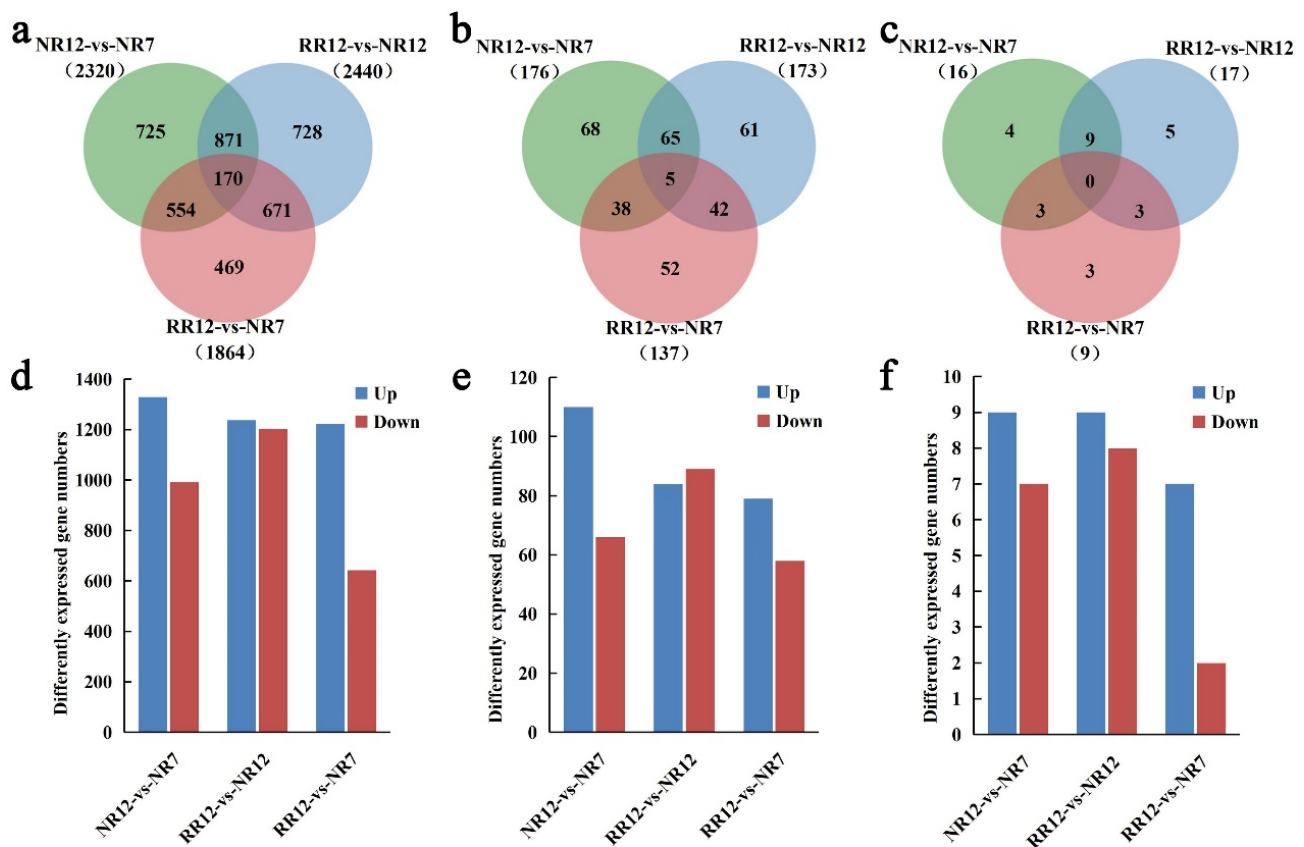 a
NR12-vs-NR7
（2320）
RR12-vs-NR12
（2440）
725
871
728
170
554
671
469
RR12-vs-NR7
（1864）
b
NR12-vs-NR7
（176）
RR12-vs-NR12
（173）
68
65
61
5
38
42
52
RR12-vs-NR7
（137）
c
NR12-vs-NR7
（16）
RR12-vs-NR12
（17）
4
9
5
0
3
3
3
RR12-vs-NR7
（9）
d
Differently expressed gene numbers
1400
1200
1000
800
600
400
200
0
Up
Down
NR12-vs-NR7
RR12-vs-NR12
RR12-vs-NR7
e
Differently expressed gene numbers
120
100
80
60
40
20
0
Up
Down
NR12-vs-NR7
RR12-vs-NR12
RR12-vs-NR7
f
Differently expressed gene numbers
10
9
8
7
6
5
4
3
2
1
0
Up
Down
NR12-vs-NR7
RR12-vs-NR12
RR12-vs-NR7